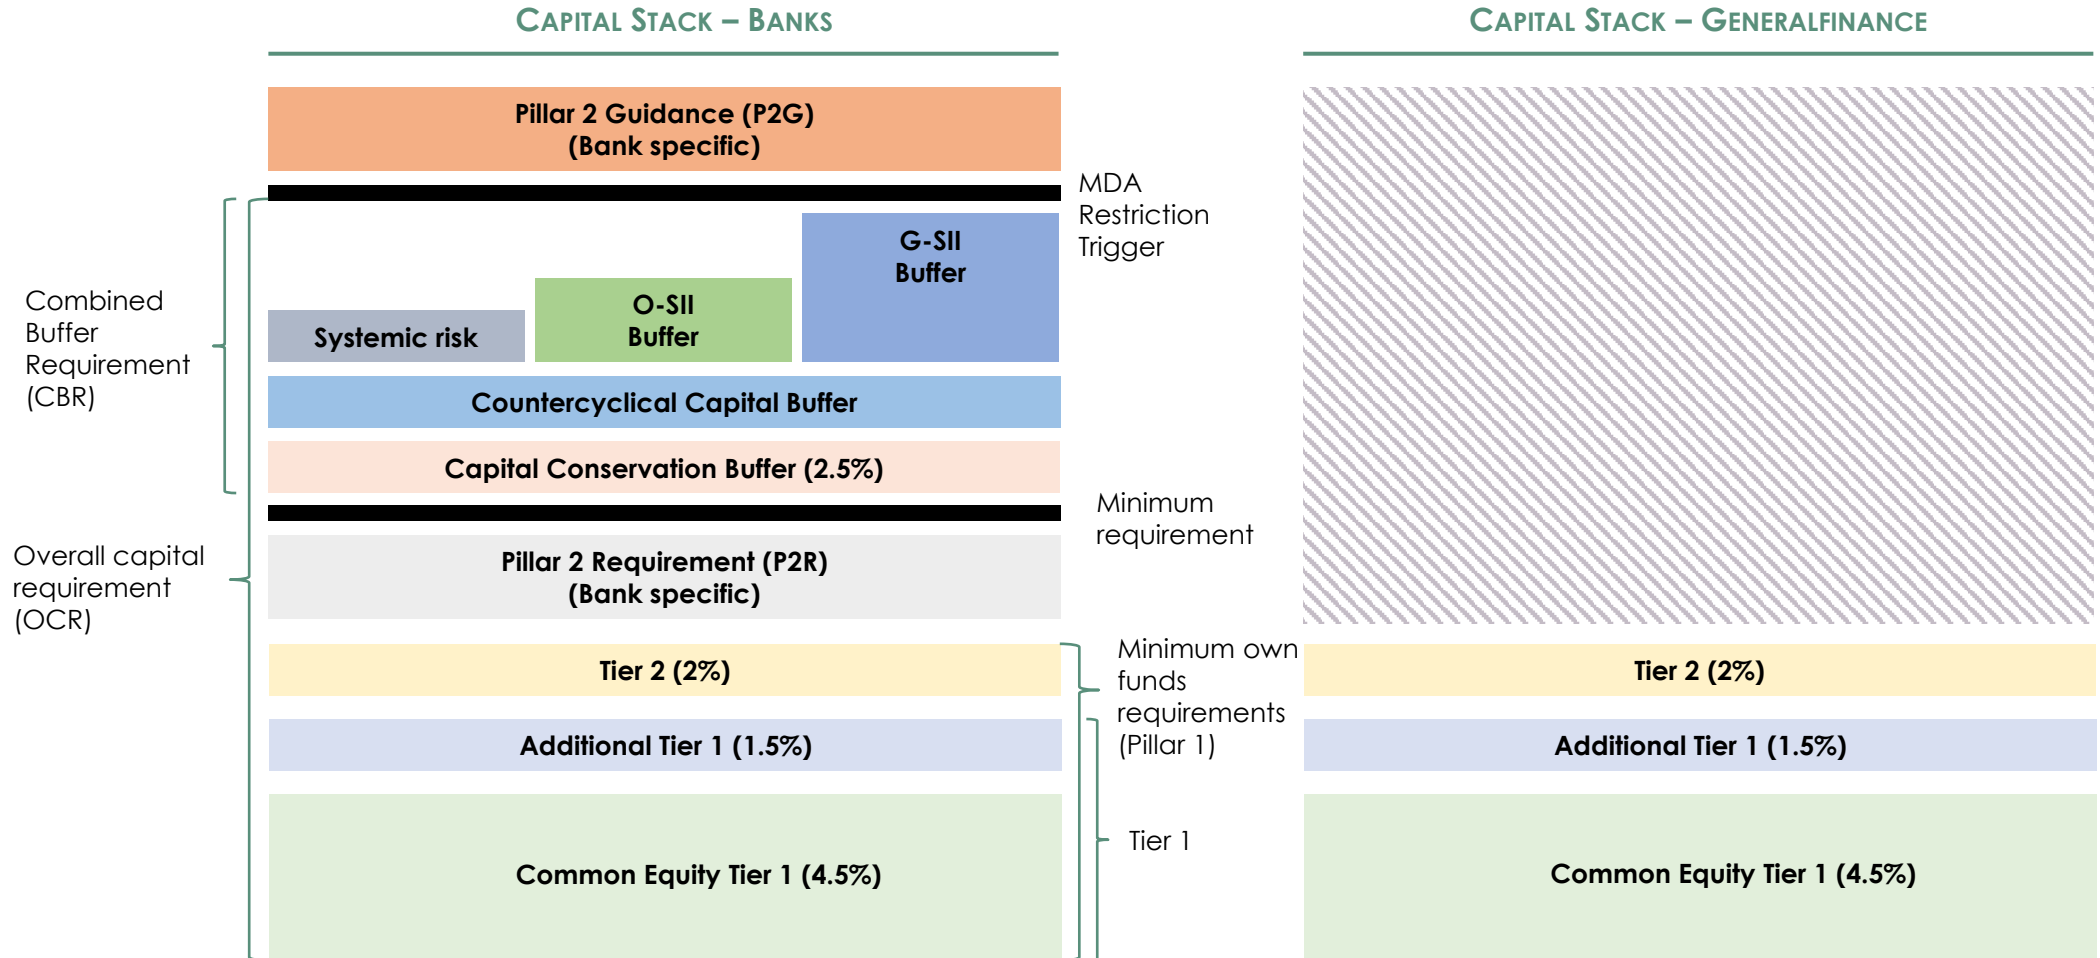 CAPITAL STACK – BANKS
CAPITAL STACK – GENERALFINANCE
Pillar 2 Guidance (P2G)
(Bank specific)
MDA
Restriction
Trigger
G-SII
Buffer
O-SII
Buffer
Systemic risk
Combined
Buffer
Requirement
(CBR)
Countercyclical Capital Buffer
Capital Conservation Buffer (2.5%)
Minimum
requirement
Overall capital
requirement
(OCR)
Pillar 2 Requirement (P2R)
(Bank specific)
Tier 2 (2%)
Minimum own
funds
requirements
(Pillar 1)
Tier 2 (2%)
Additional Tier 1 (1.5%)
Additional Tier 1 (1.5%)
Tier 1
Common Equity Tier 1 (4.5%)
Common Equity Tier 1 (4.5%)